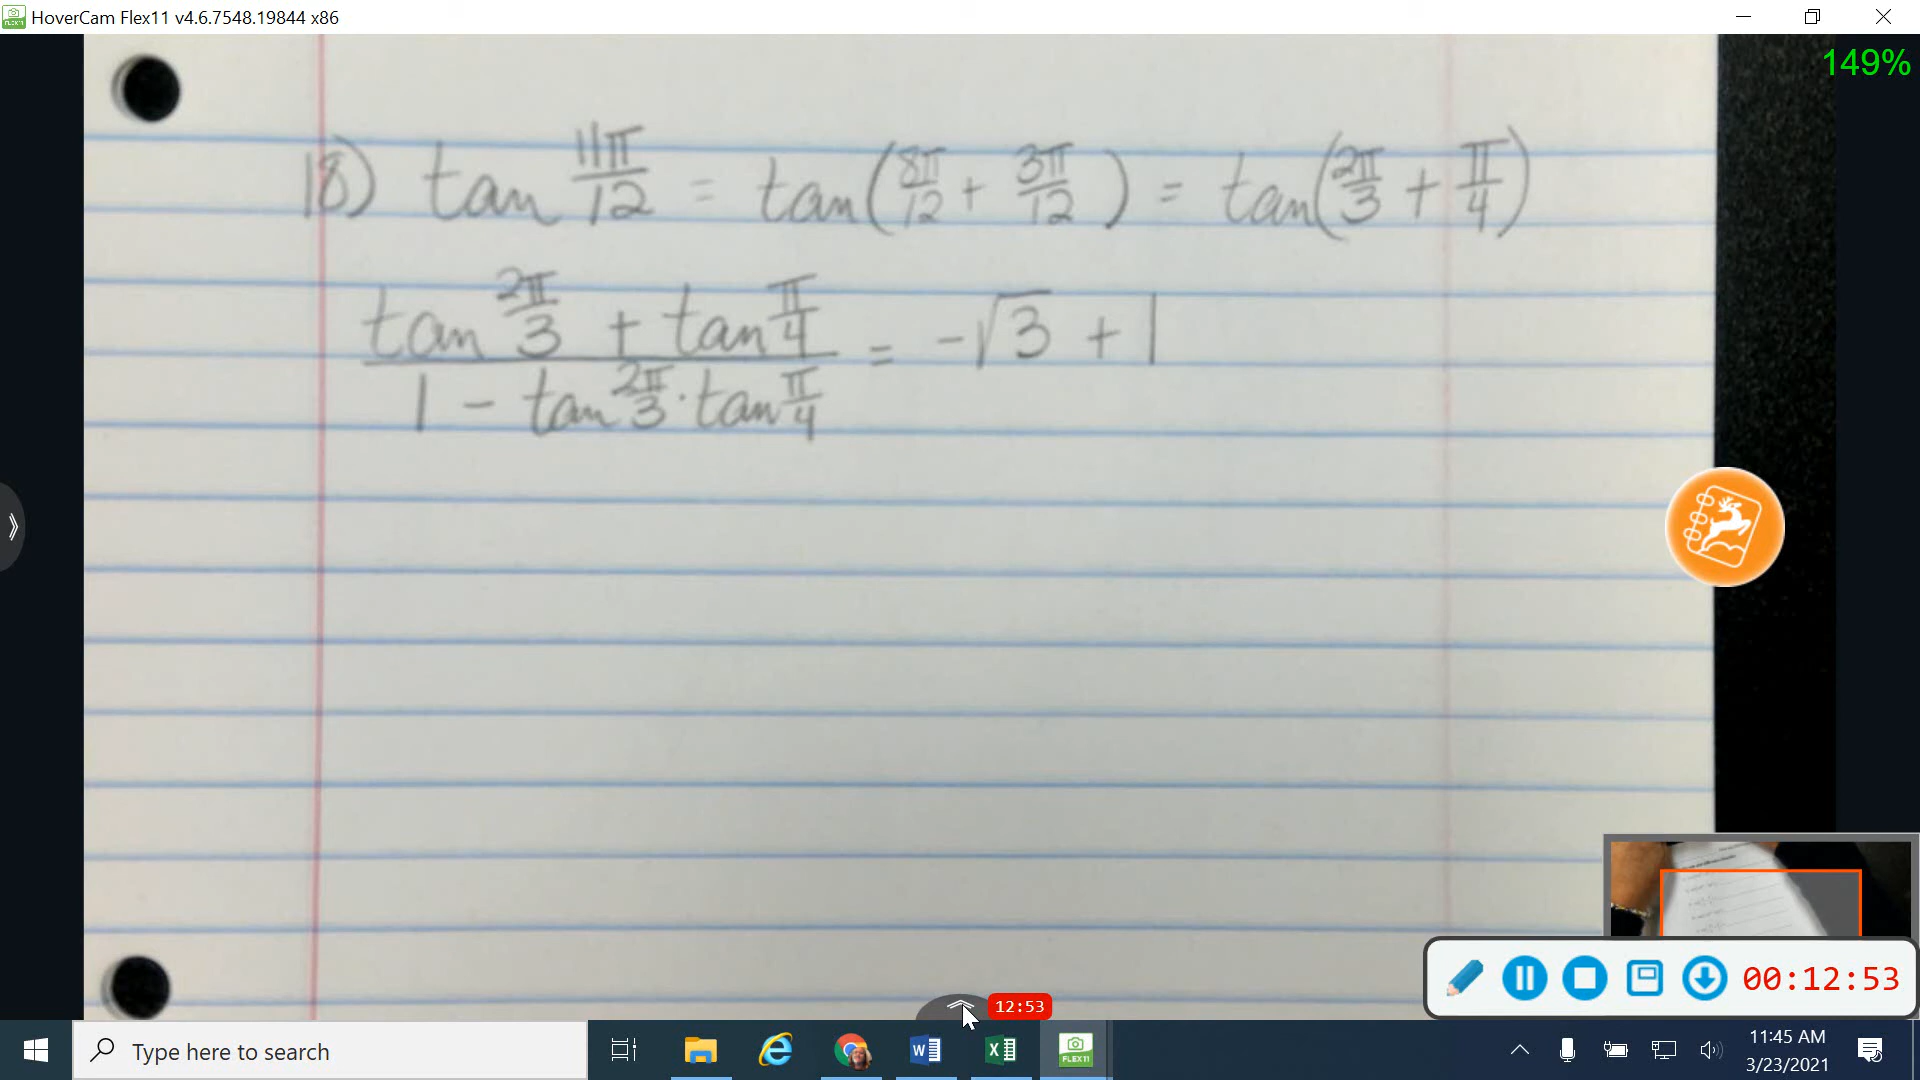 HoverCam Flex11 v4.6.7548.19844 x86
149%
18) tan 11π/12 = tan(8π/12 + 3π/12) = tan(2π/3 + π/4)
tan 2π/3 + tan π/4 = -√3 + 1
1 - tan 2π/3 · tan π/4
00:12:53
12:53
Type here to search
FLEX11
11:45 AM
3/23/2021